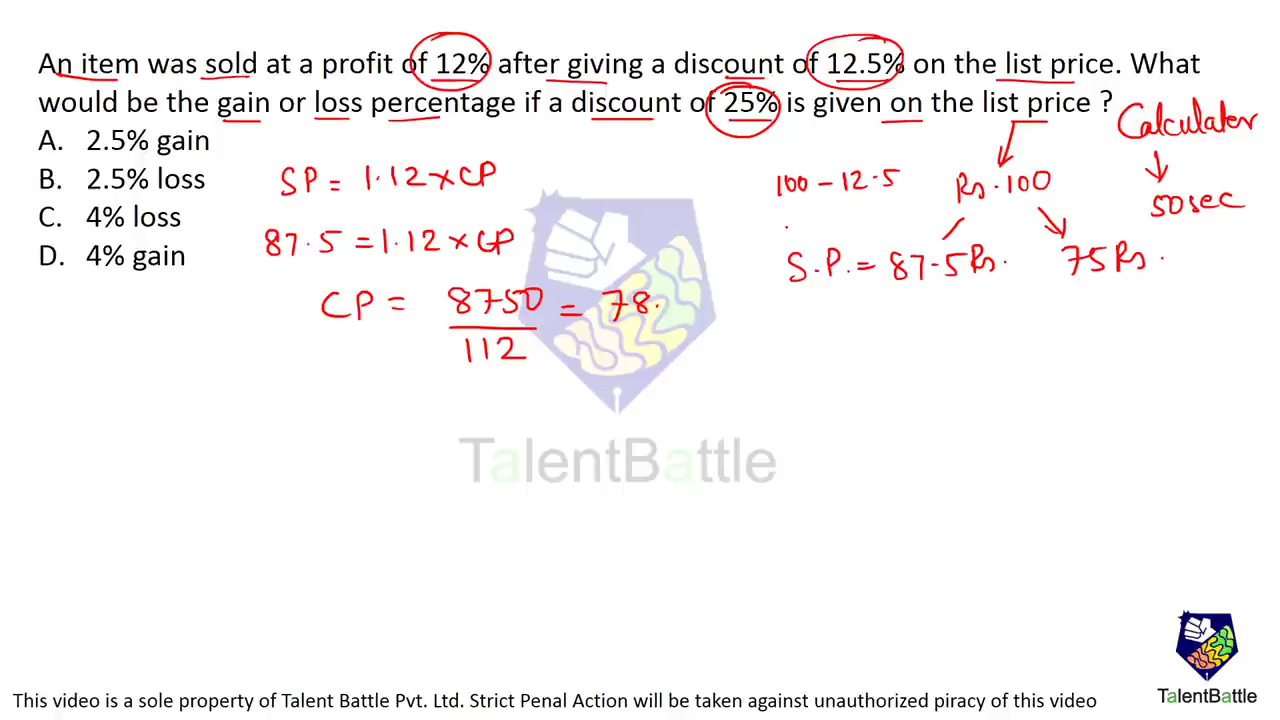 An item was sold at a profit of 12% after giving a discount of 12.5% on the list price. What
would be the gain or loss percentage if a discount of 25% is given on the list price ?
A. 2.5% gain
B. 2.5% loss
C. 4% loss
D. 4% gain
SP = 1.12 × CP
87.5 = 1.12 × CP
CP = 8750 / 112 = 78.
100 - 12.5
Rs.100
S.P. = 87.5 Rs.
75 Rs.
Calculator
50 sec
TalentBattle
TalentBattle
This video is a sole property of Talent Battle Pvt. Ltd. Strict Penal Action will be taken against unauthorized piracy of this video